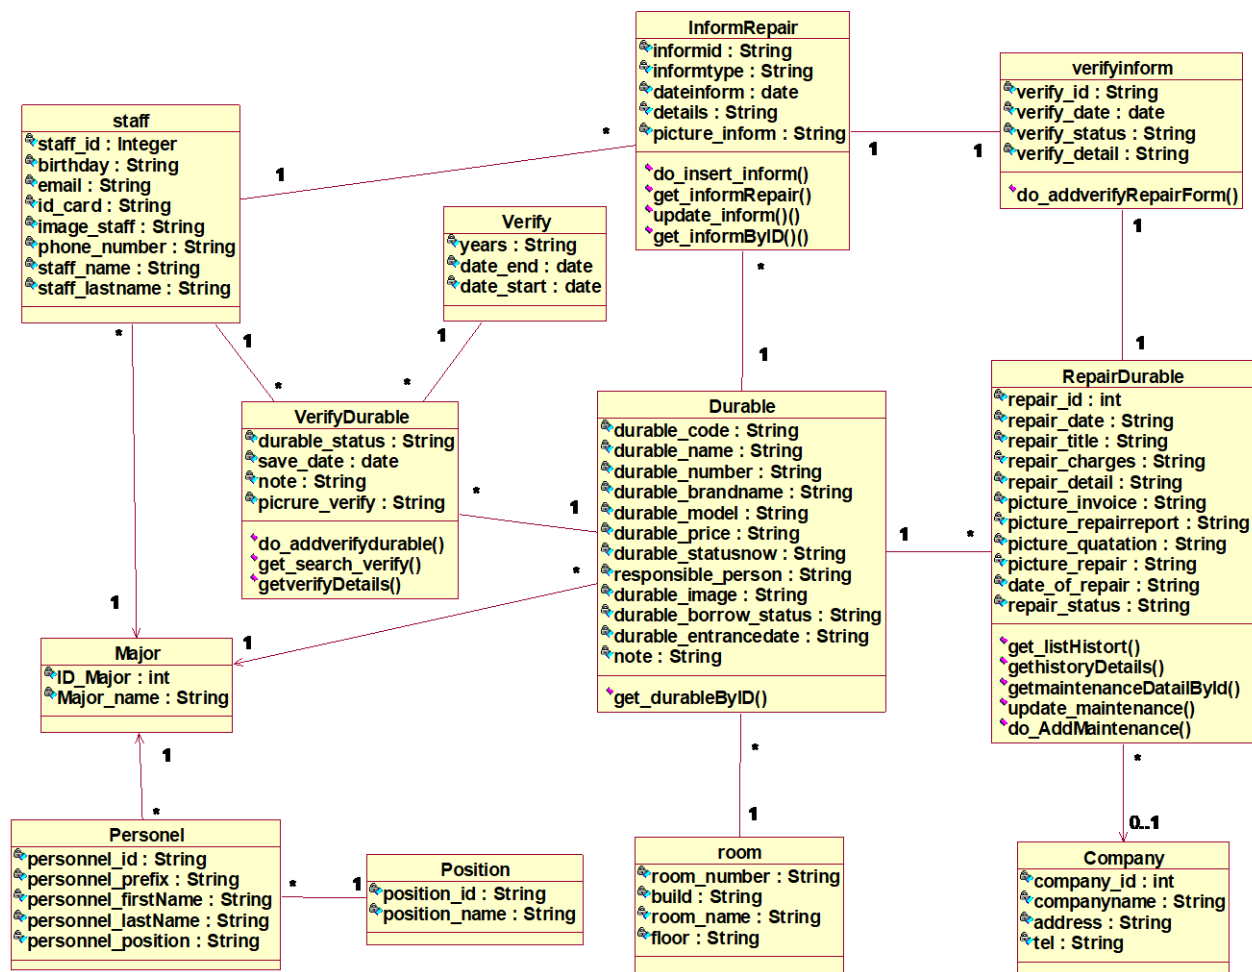 InformRepair
informid : String
informtype : String
dateinform : date
details : String
picture_inform : String
do_insert_inform()
get_informRepair()
update_inform()()
get_informByID()()
verifyinform
verify_id : String
verify_date : date
verify_status : String
verify_detail : String
do_addverifyRepairForm()
staff
staff_id : Integer
birthday : String
email : String
id_card : String
image_staff : String
phone_number : String
staff_name : String
staff_lastname : String
Verify
years : String
date_end : date
date_start : date
1
*
1
1
*
1
1
1
*
*
1
*
1
1
VerifyDurable
durable_status : String
save_date : date
note : String
picrure_verify : String
do_addverifydurable()
get_search_verify()
getverifyDetails()
Durable
durable_code : String
durable_name : String
durable_number : String
durable_brandname : String
durable_model : String
durable_price : String
durable_statusnow : String
responsible_person : String
durable_image : String
durable_borrow_status : String
durable_entrancedate : String
note : String
get_durableByID()
RepairDurable
repair_id : int
repair_date : String
repair_title : String
repair_charges : String
repair_detail : String
picture_invoice : String
picture_repairreport : String
picture_quatation : String
picture_repair : String
date_of_repair : String
repair_status : String
get_listHistort()
gethistoryDetails()
getmaintenanceDatailById()
update_maintenance()
do_AddMaintenance()
*
1
1
*
*
1
1
Major
ID_Major : int
Major_name : String
1
*
*
1
*
1
*
0..1
Personel
personnel_id : String
personnel_prefix : String
personnel_firstName : String
personnel_lastName : String
personnel_position : String
Position
position_id : String
position_name : String
room
room_number : String
build : String
room_name : String
floor : String
Company
company_id : int
companyname : String
address : String
tel : String